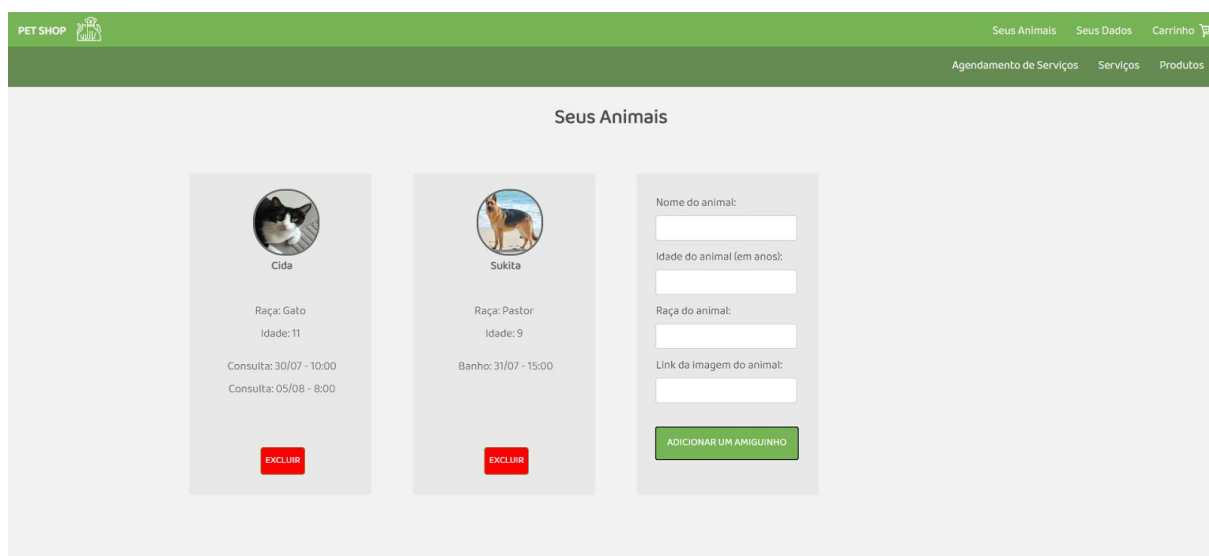 PET SHOP
Seus Animais Seus Dados Carrinho
Agendamento de Serviços Serviços Produtos
Seus Animais
Cida
Raça: Gato
Idade: 11
Consulta: 30/07 - 10:00
Consulta: 05/08 - 8:00
EXCLUIR
Sukita
Raça: Pastor
Idade: 9
Banho: 31/07 - 15:00
EXCLUIR
Nome do animal:
Idade do animal (em anos):
Raça do animal:
Link da imagem do animal:
ADICIONAR UM AMIGUINHO